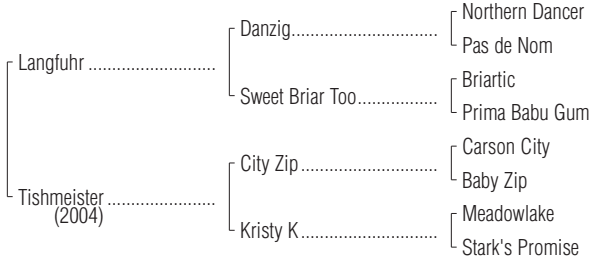 Northern Dancer
Danzig
Pas de Nom
Langfuhr
Briartic
Sweet Briar Too
Prima Babu Gum
Carson City
City Zip
Baby Zip
Tishmeister
(2004)
Meadowlake
Kristy K
Stark's Promise